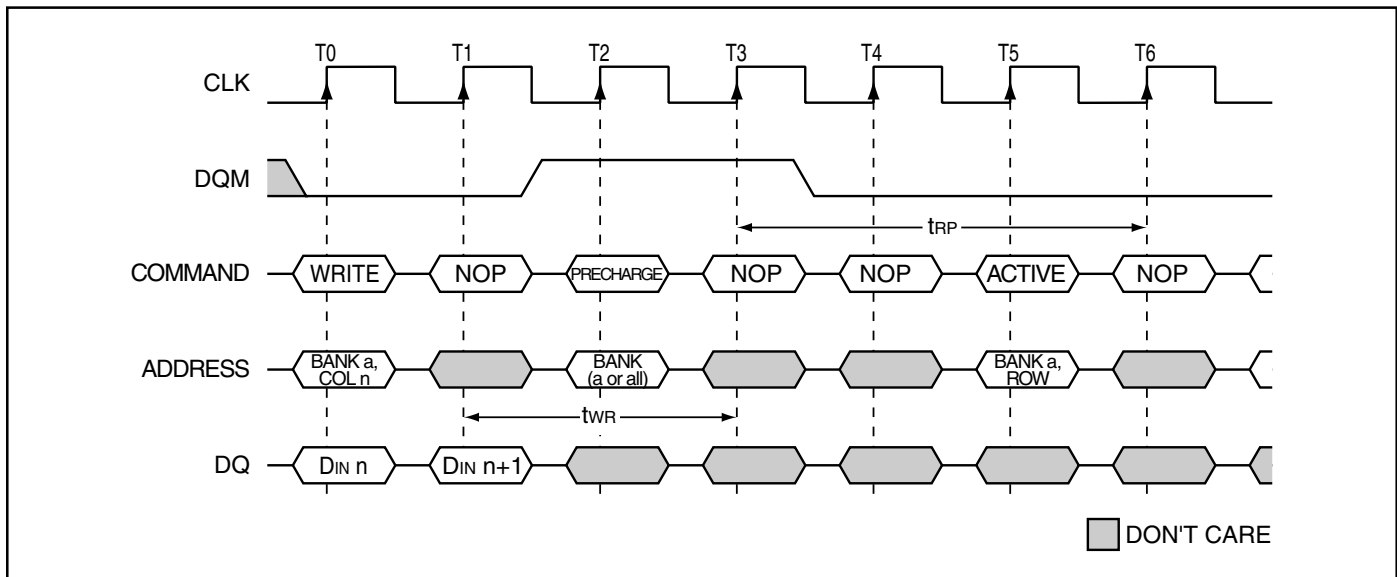 T0 T1 T2 T3 T4 T5 T6
CLK
DQM
tRP
COMMAND WRITE NOP PRECHARGE NOP NOP ACTIVE NOP
ADDRESS BANK a, COL n BANK (a or all) BANK a, ROW
tWR
DQ DIN n DIN n+1
DON'T CARE